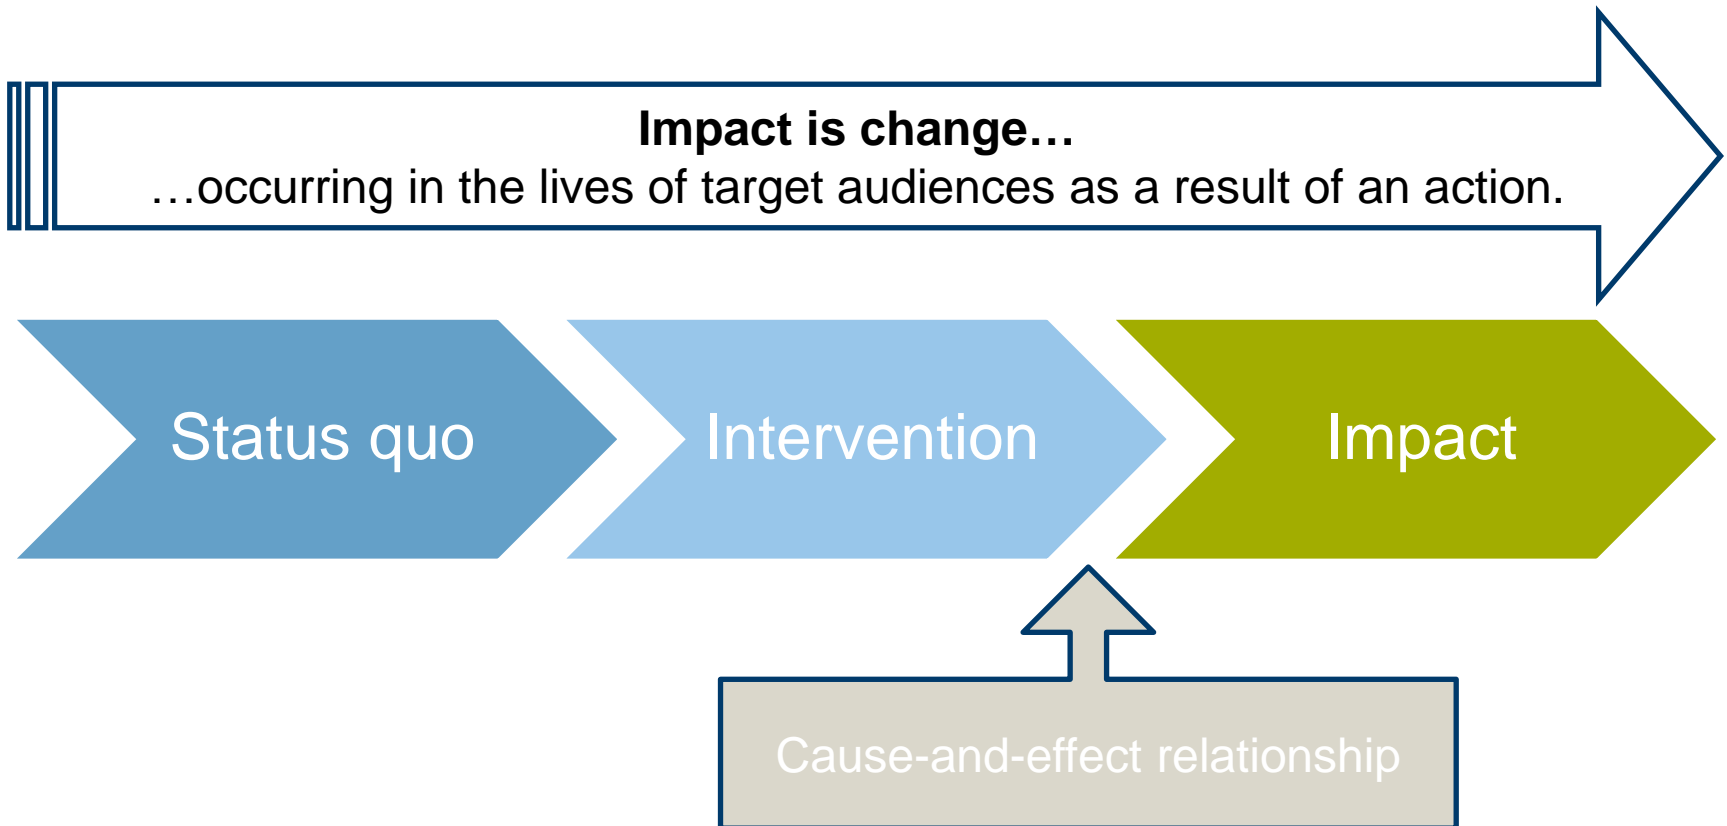 Impact is change…
…occurring in the lives of target audiences as a result of an action.
Status quo
Intervention
Impact
Cause-and-effect relationship